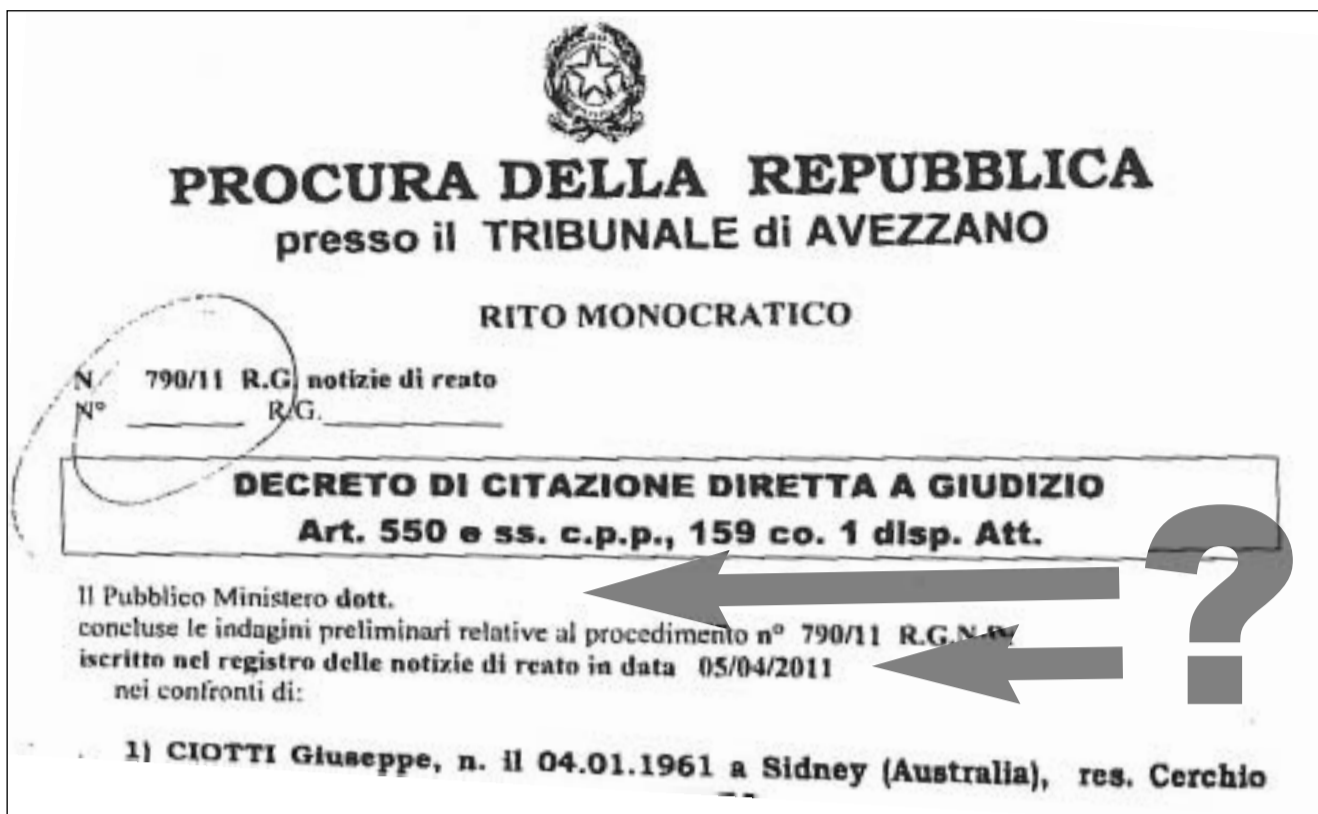 PROCURA DELLA REPUBBLICA
presso il TRIBUNALE di AVEZZANO
RITO MONOCRATICO
N 790/11 R.G. notizie di reato
N° ________ R.G. ____________
DECRETO DI CITAZIONE DIRETTA A GIUDIZIO
Art. 550 e ss. c.p.p., 159 co. 1 disp. Att.
Il Pubblico Ministero dott.
concluse le indagini preliminari relative al procedimento n° 790/11 R.G.N.R.
iscritto nel registro delle notizie di reato in data 05/04/2011
nei confronti di:
1) CIOTTI Giuseppe, n. il 04.01.1961 a Sidney (Australia), res. Cerchio
?